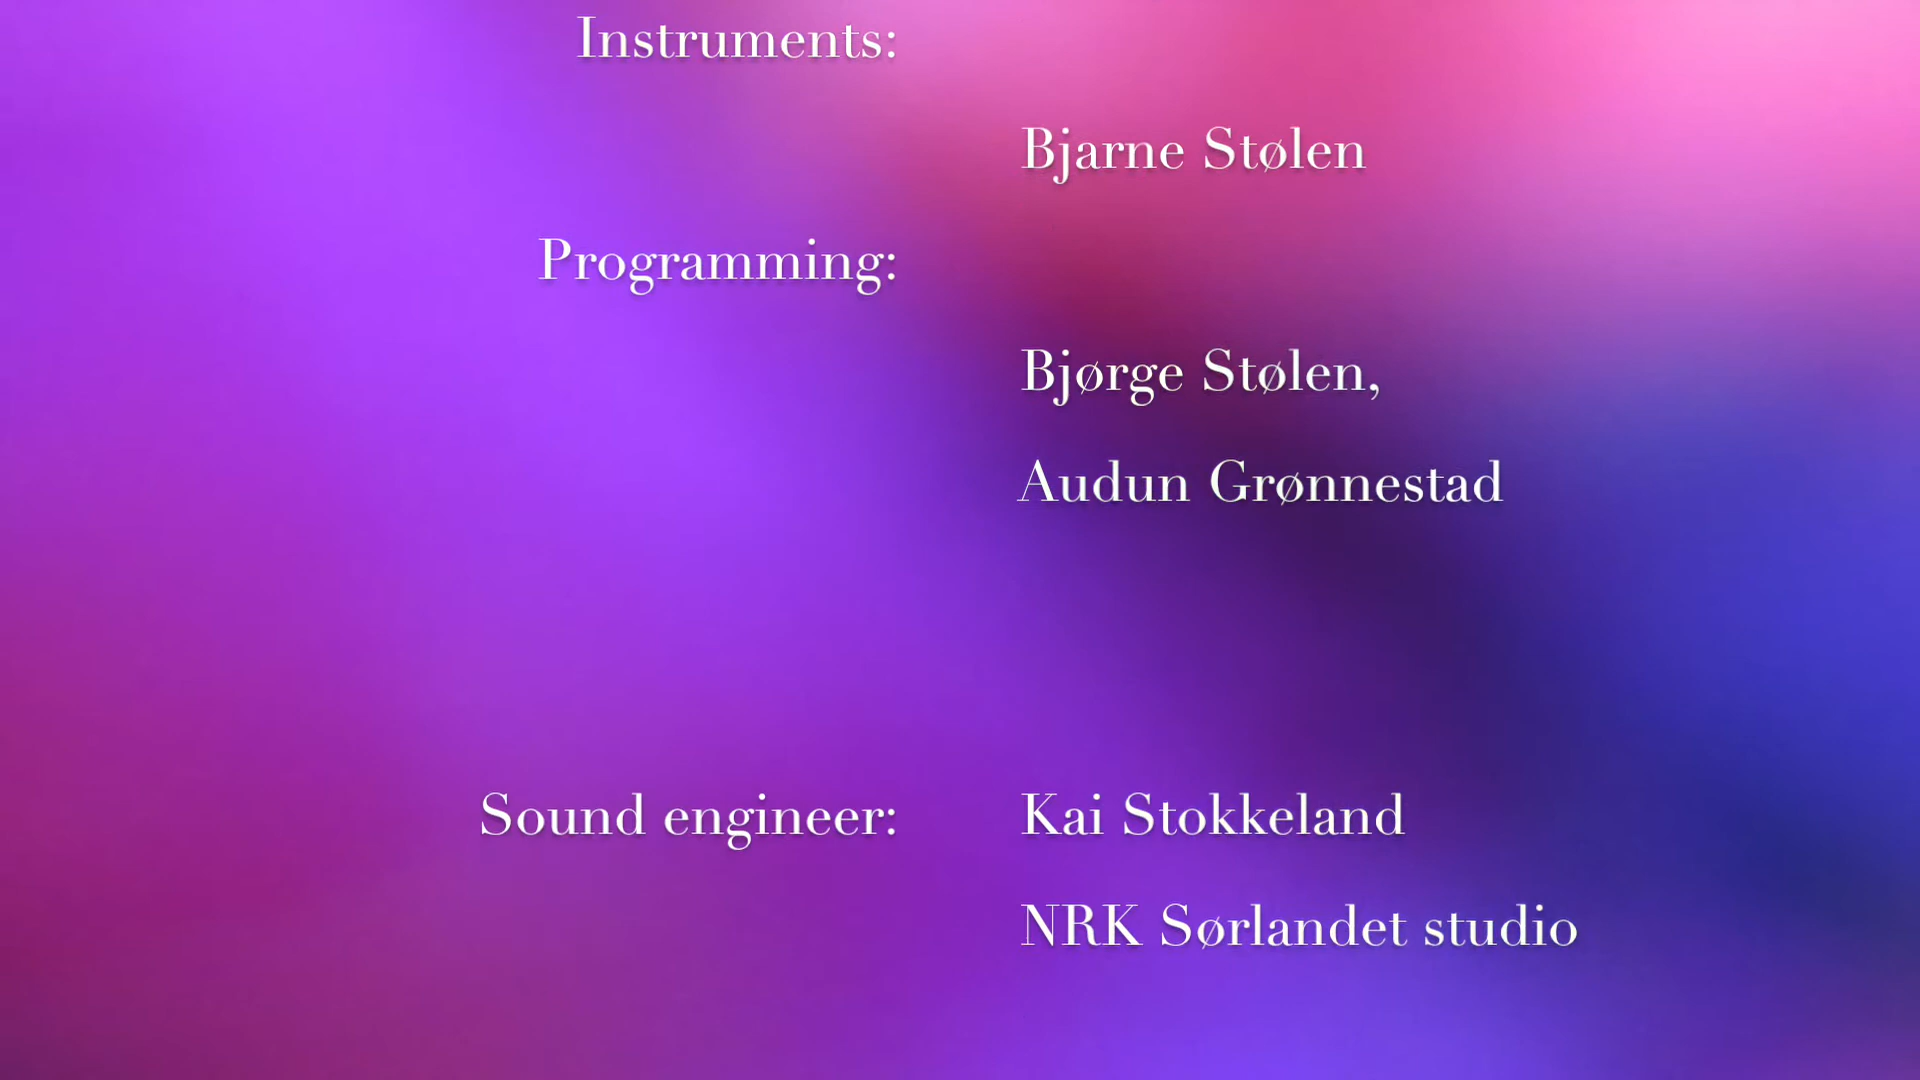 Instruments:
Bjarne Stølen
Programming:
Bjørge Stølen,
Audun Grønnestad
Sound engineer: Kai Stokkeland
NRK Sørlandet studio